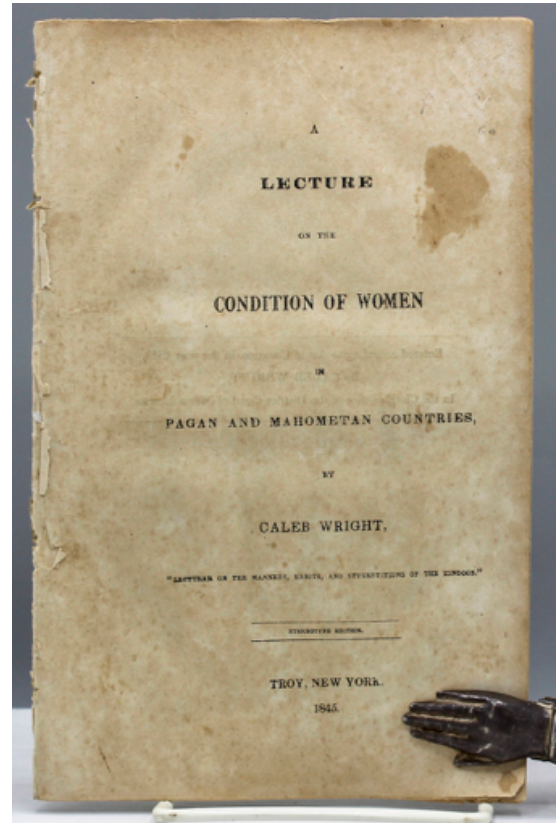 A
LECTURE
ON THE
CONDITION OF WOMEN
IN
PAGAN AND MAHOMETAN COUNTRIES,
BY
CALEB WRIGHT,
"LECTURER ON THE MANNERS, HABITS, AND SUPERSTITIONS OF THE HINDOOS."
STEREOTYPE EDITION.
TROY, NEW YORK.
1845.